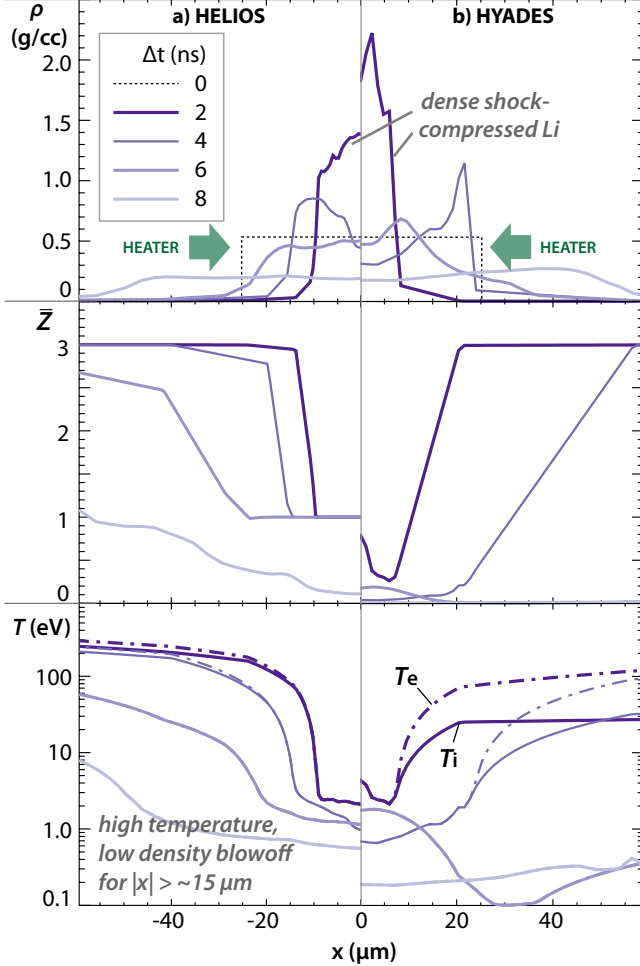 ρ
(g/cc)
a) HELIOS
b) HYADES
2.0
1.5
1.0
0.5
0
Δt (ns)
0
2
4
6
8
dense shock-
compressed Li
HEATER
HEATER
Z̅
3
2
1
0
T (eV)
100
10
1.0
0.1
Te
Ti
high temperature,
low density blowoff
for |x| > ~15 μm
-40 -20 0 20 40
x (μm)